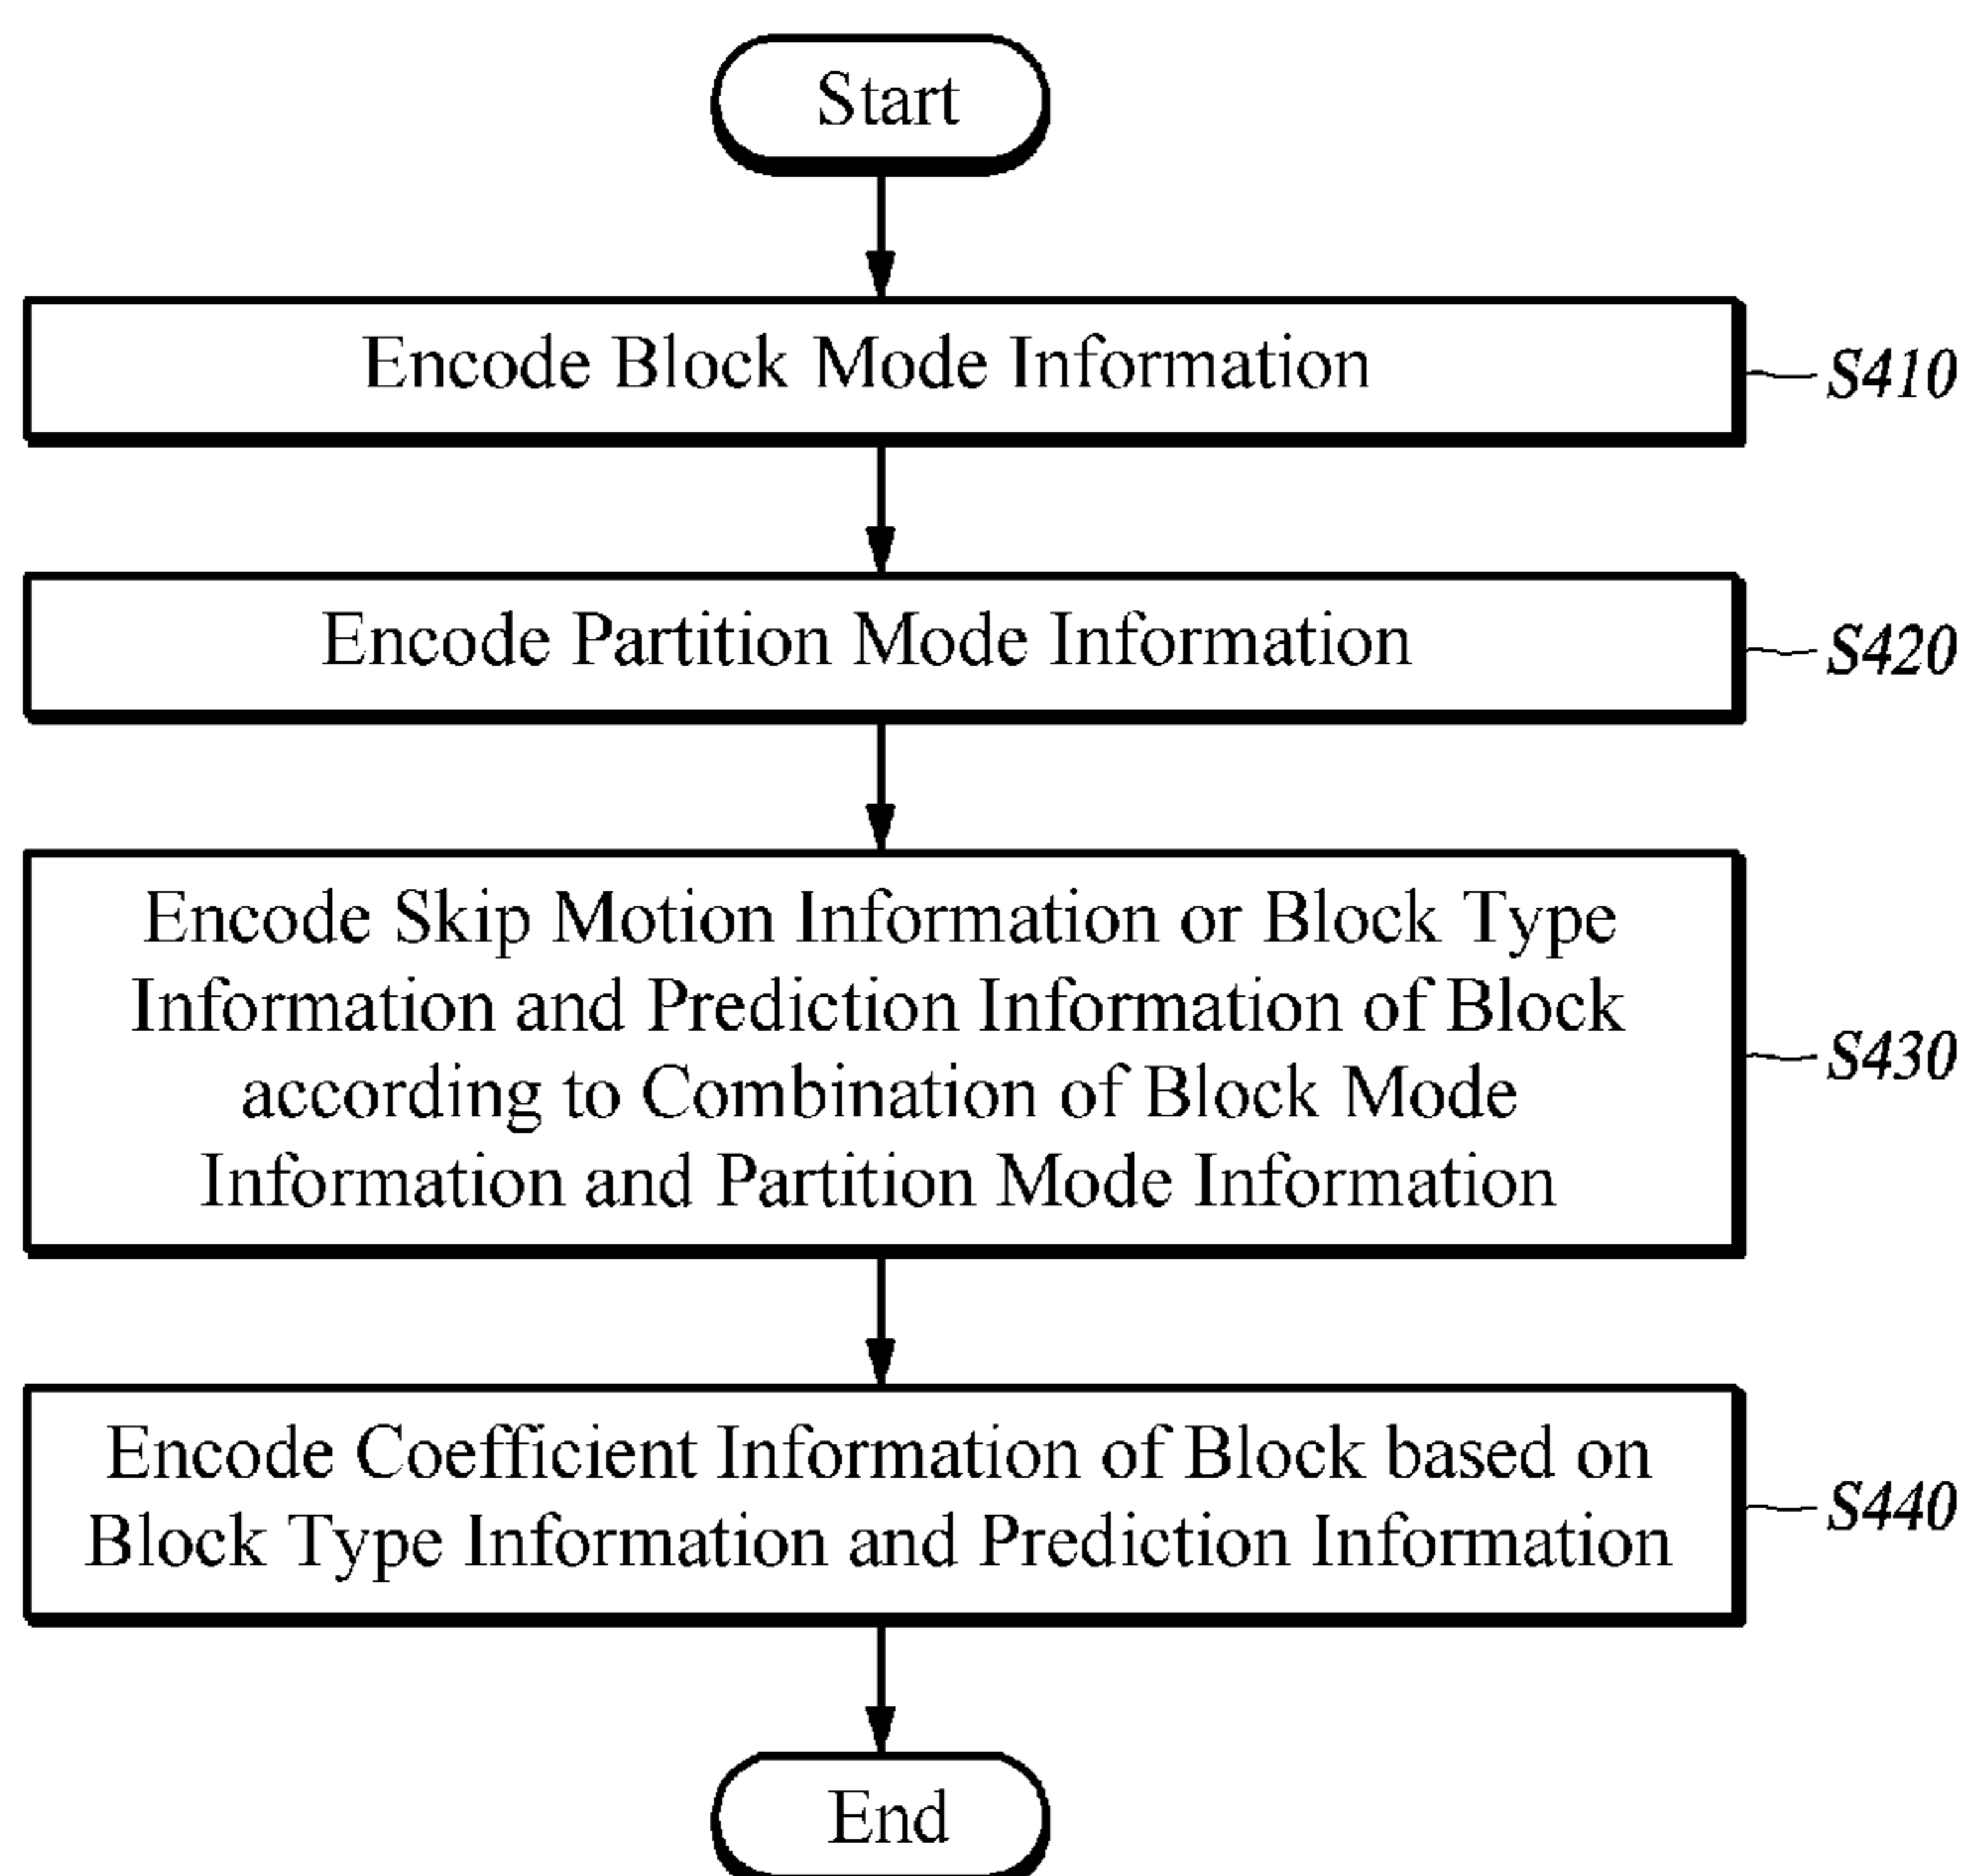 Start
Encode Block Mode Information
S410
Encode Partition Mode Information
S420
Encode Skip Motion Information or Block Type
Information and Prediction Information of Block
according to Combination of Block Mode
Information and Partition Mode Information
S430
Encode Coefficient Information of Block based on
Block Type Information and Prediction Information
S440
End